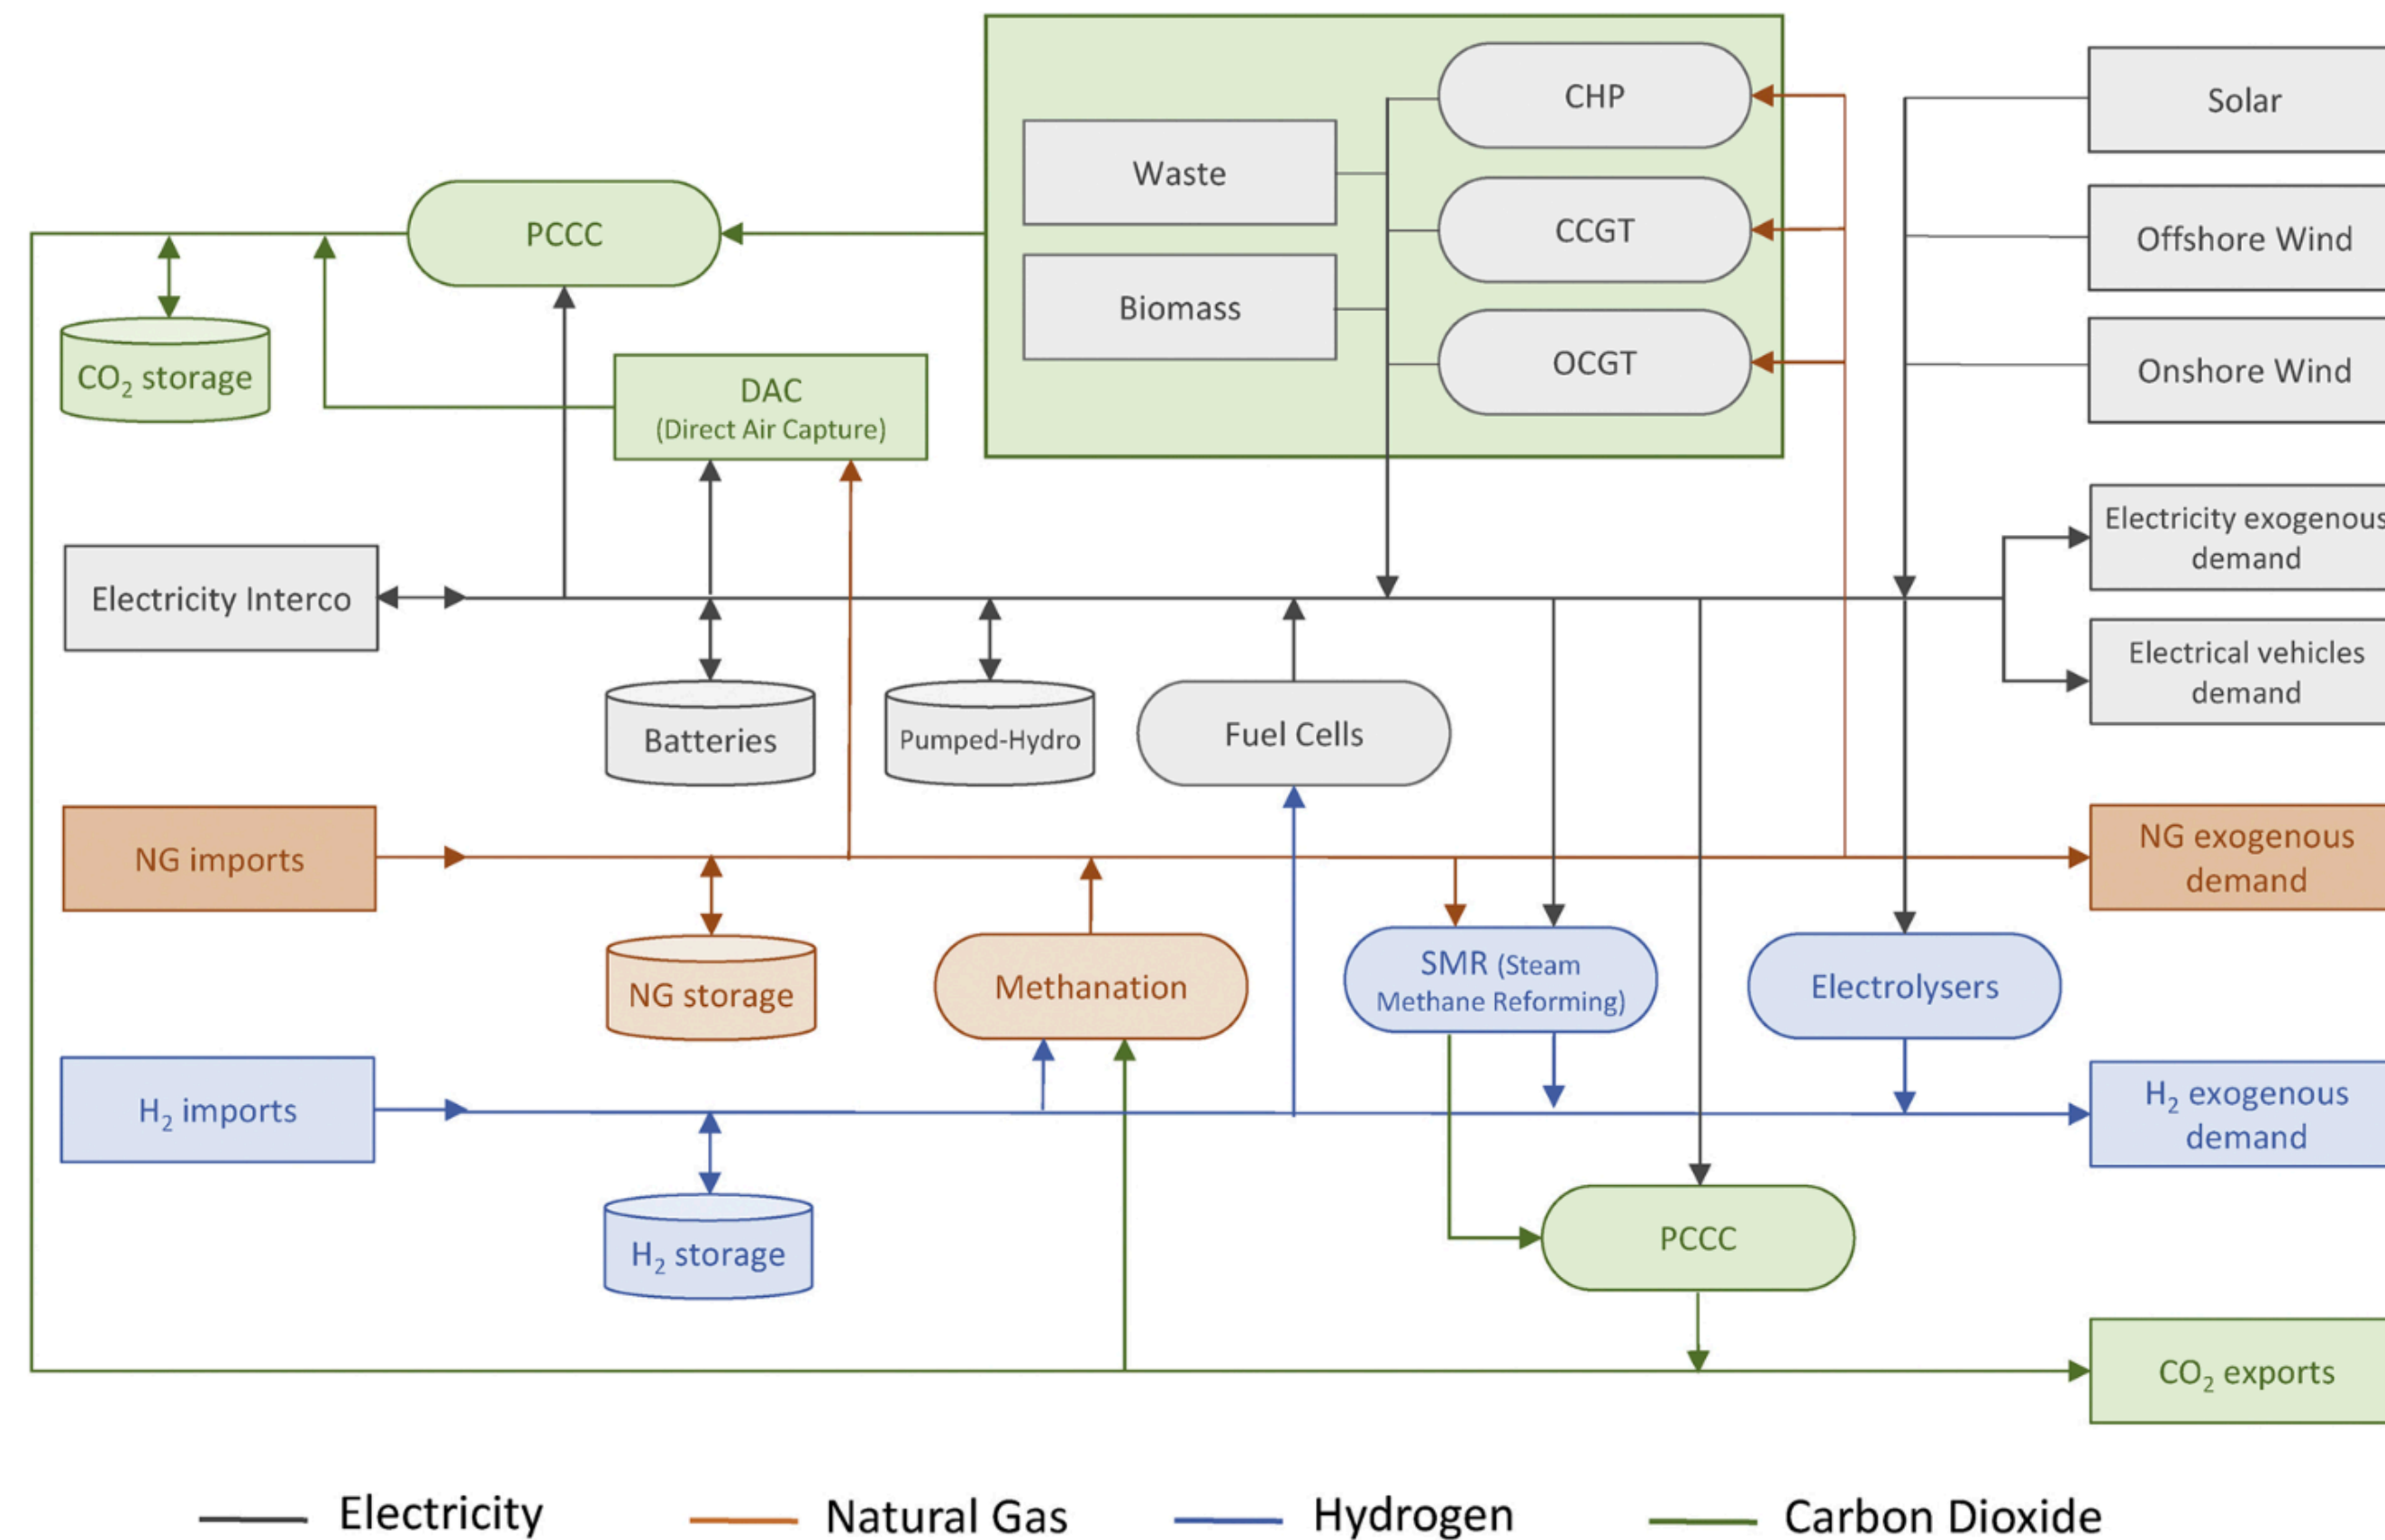 CHP
Solar
Waste
CCGT
Offshore Wind
PCCC
Biomass
OCGT
Onshore Wind
CO₂ storage
DAC
(Direct Air Capture)
Electricity exogenous
demand
Electricity Interco
Electrical vehicles
demand
Batteries
Pumped-Hydro
Fuel Cells
NG imports
NG exogenous
demand
NG storage
Methanation
SMR (Steam
Methane Reforming)
Electrolysers
H₂ imports
H₂ exogenous
demand
H₂ storage
PCCC
CO₂ exports
Electricity
Natural Gas
Hydrogen
Carbon Dioxide